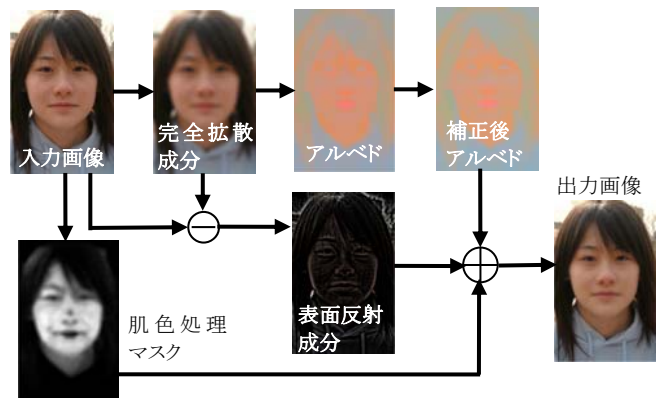 入力画像
完全拡散
成分
アルベド
補正後
アルベド
出力画像
肌色処理
マスク
表面反射
成分